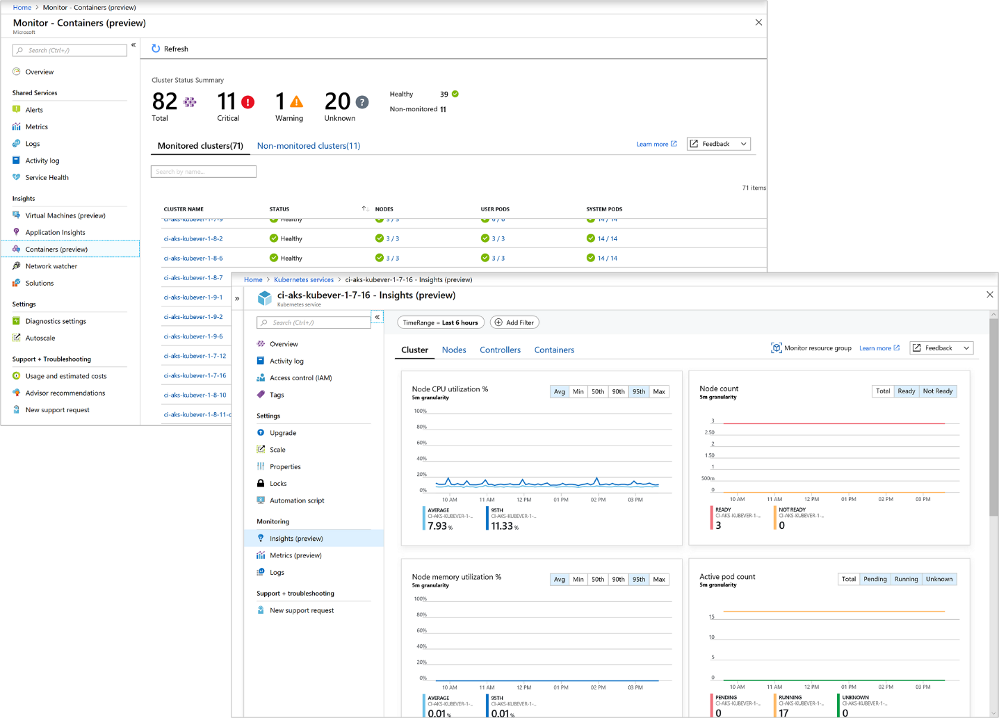 Home > Monitor - Containers (preview)
Monitor - Containers (preview)
Microsoft
Search (Ctrl+/)
«
Overview
Shared Services
Alerts
Metrics
Logs
Activity log
Service Health
Insights
Virtual Machines (preview)
Application Insights
Containers (preview)
Network watcher
Solutions
Settings
Diagnostics settings
Autoscale
Support + Troubleshooting
Usage and estimated costs
Advisor recommendations
New support request
Refresh
Cluster Status Summary
82 11 1 20
Total Critical Warning Unknown
Healthy 39
Non-monitored 11
Monitored clusters(71) Non-monitored clusters(11)
Learn more Feedback
Search by name...
71 items
CLUSTER NAME STATUS NODES USER PODS SYSTEM PODS
ci-aks-kubever-1-7-9 Healthy 3 / 3 6 / 6 14 / 14
ci-aks-kubever-1-8-2 Healthy 3 / 3 3 / 3 14 / 14
ci-aks-kubever-1-8-6 Healthy 3 / 3 3 / 3 14 / 14
ci-aks-kubever-1-8-7
ci-aks-kubever-1-9-1
ci-aks-kubever-1-9-2
ci-aks-kubever-1-9-6
ci-aks-kubever-1-7-12
ci-aks-kubever-1-7-16
ci-aks-kubever-1-8-10
ci-aks-kubever-1-8-11-c
Home > Kubernetes services > ci-aks-kubever-1-7-16 - Insights (preview)
»
ci-aks-kubever-1-7-16 - Insights (preview)
Kubernetes service
Search (Ctrl+/)
«
Overview
Activity log
Access control (IAM)
Tags
Settings
Upgrade
Scale
Properties
Locks
Automation script
Monitoring
Insights (preview)
Metrics (preview)
Logs
Support + troubleshooting
New support request
TimeRange = Last 6 hours Add Filter
Cluster Nodes Controllers Containers
Monitor resource group Learn more Feedback
Node CPU utilization %
5m granularity
Avg Min 50th 90th 95th Max
100%
80%
60%
40%
20%
0%
10 AM 11 AM 12 PM 01 PM 02 PM 03 PM
AVERAGE 95TH
CI-AKS-KUBEVER-1-... CI-AKS-KUBEVER-1-...
7.93 % 11.33 %
Node count
5m granularity
Total Ready Not Ready
3
2.50
2
1.50
1
500m
0
10 AM 11 AM 12 PM 01 PM 02 PM 03 PM
READY NOT READY
CI-AKS-KUBEVER-1-... CI-AKS-KUBEVER-1-...
3 0
Node memory utilization %
5m granularity
Avg Min 50th 90th 95th Max
100%
80%
60%
40%
20%
0%
10 AM 11 AM 12 PM 01 PM 02 PM 03 PM
AVERAGE 95TH
CI-AKS-KUBEVER-1-... CI-AKS-KUBEVER-1-...
0.01 % 0.01 %
Active pod count
5m granularity
Total Pending Running Unknown
15
10
5
0
10 AM 11 AM 12 PM 01 PM 02 PM 03 PM
PENDING RUNNING UNKNOWN
CI-AKS-KUBEVER-1-... CI-AKS-KUBEVER-1-... CI-AKS-KUBEVER-1-...
0 17 0